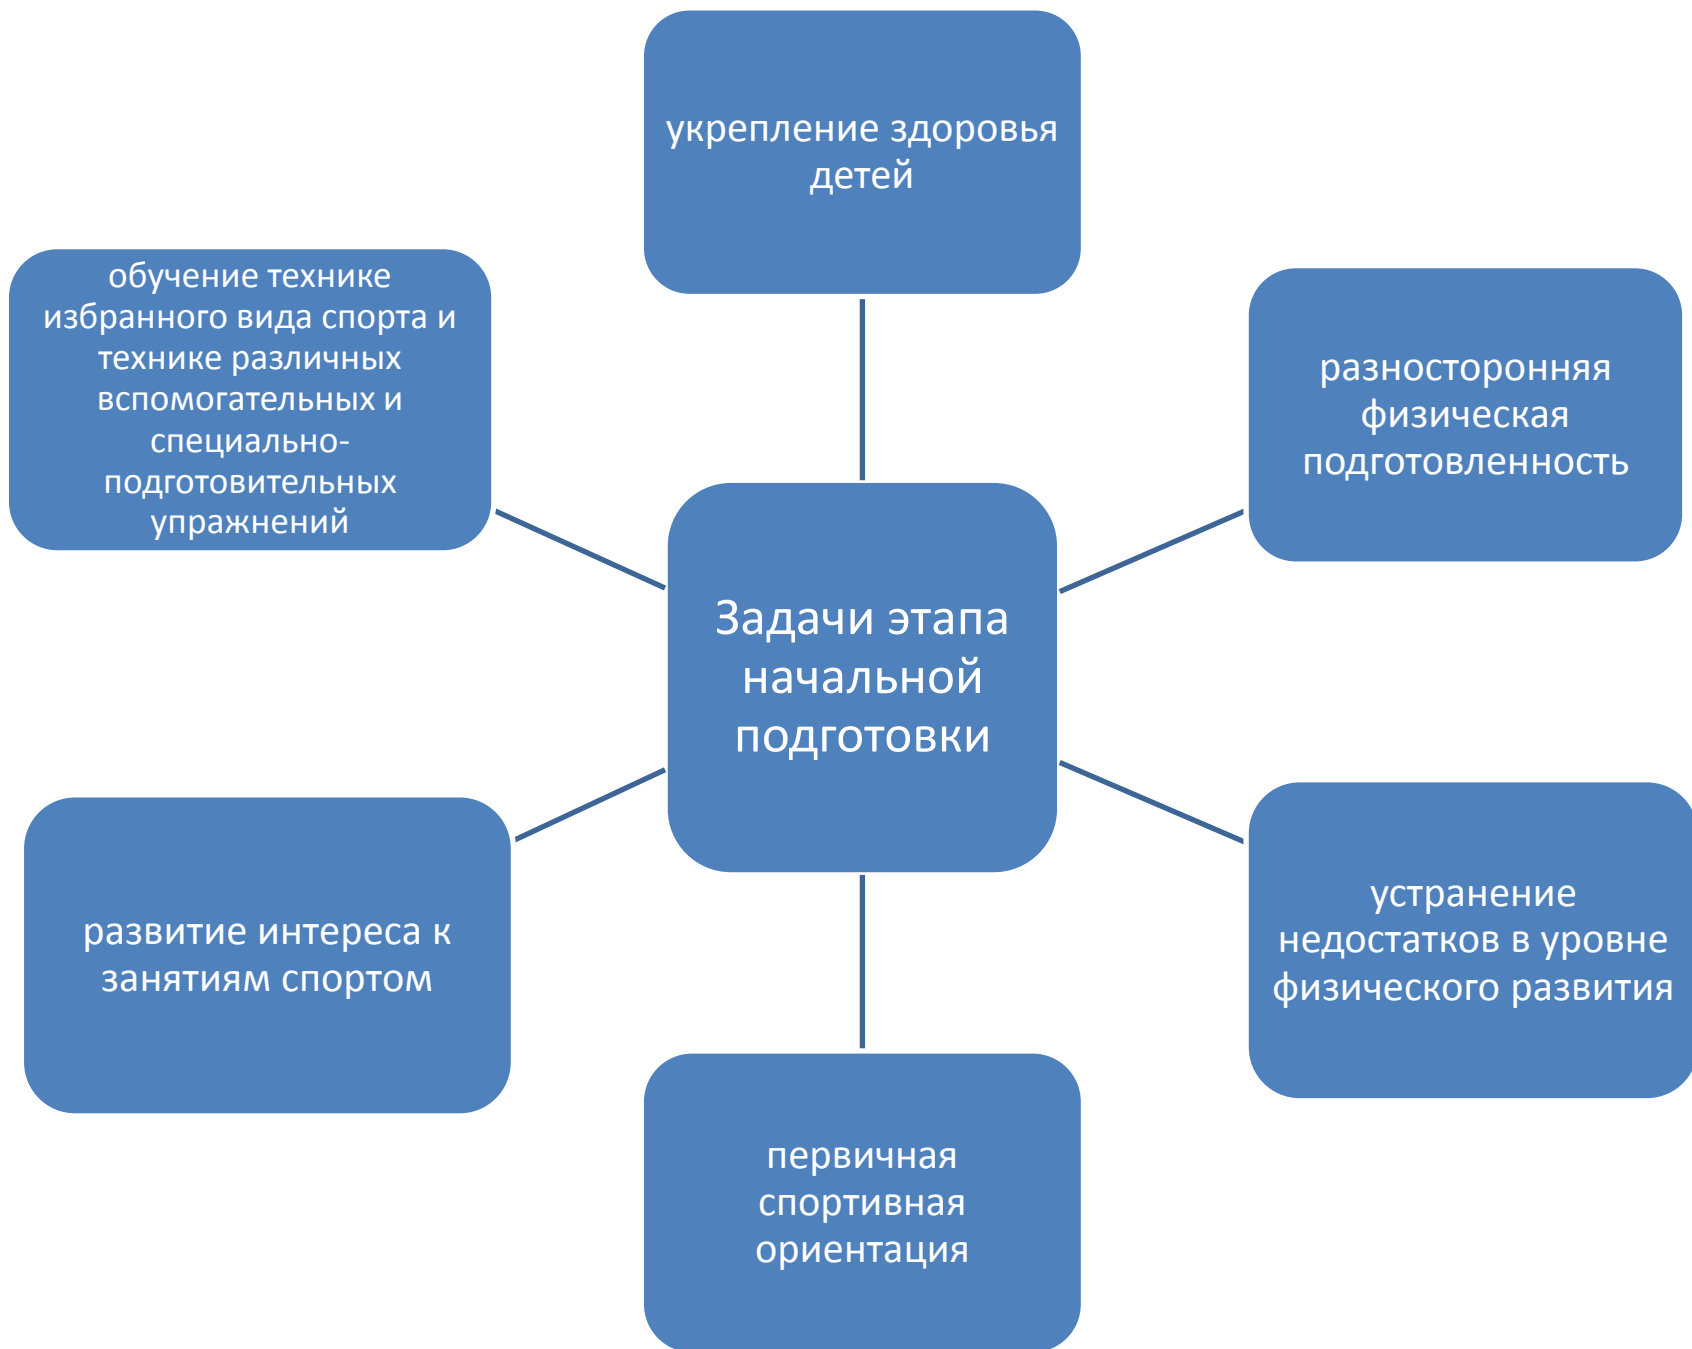 укрепление здоровья
детей
обучение технике
избранного вида спорта и
технике различных
вспомогательных и
специально-
подготовительных
упражнений
разносторонняя
физическая
подготовленность
Задачи этапа
начальной
подготовки
развитие интереса к
занятиям спортом
устранение
недостатков в уровне
физического развития
первичная
спортивная
ориентация